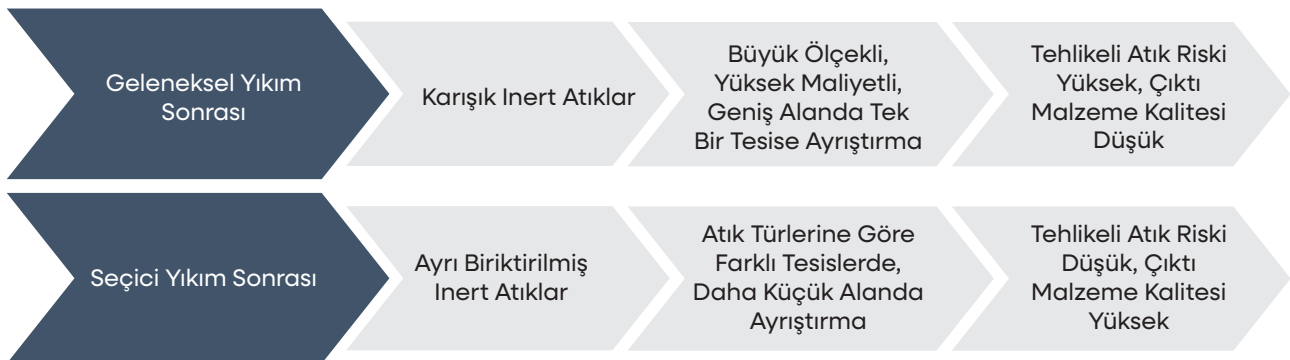 Geleneksel Yıkım
Sonrası
Karışık Inert Atıklar
Büyük Ölçekli,
Yüksek Maliyetli,
Geniş Alanda Tek
Bir Tesise Ayrıştırma
Tehlikeli Atık Riski
Yüksek, Çıktı
Malzeme Kalitesi
Düşük
Seçici Yıkım Sonrası
Ayrı Biriktirilmiş
Inert Atıklar
Atık Türlerine Göre
Farklı Tesislerde,
Daha Küçük Alanda
Ayrıştırma
Tehlikeli Atık Riski
Düşük, Çıktı
Malzeme Kalitesi
Yüksek